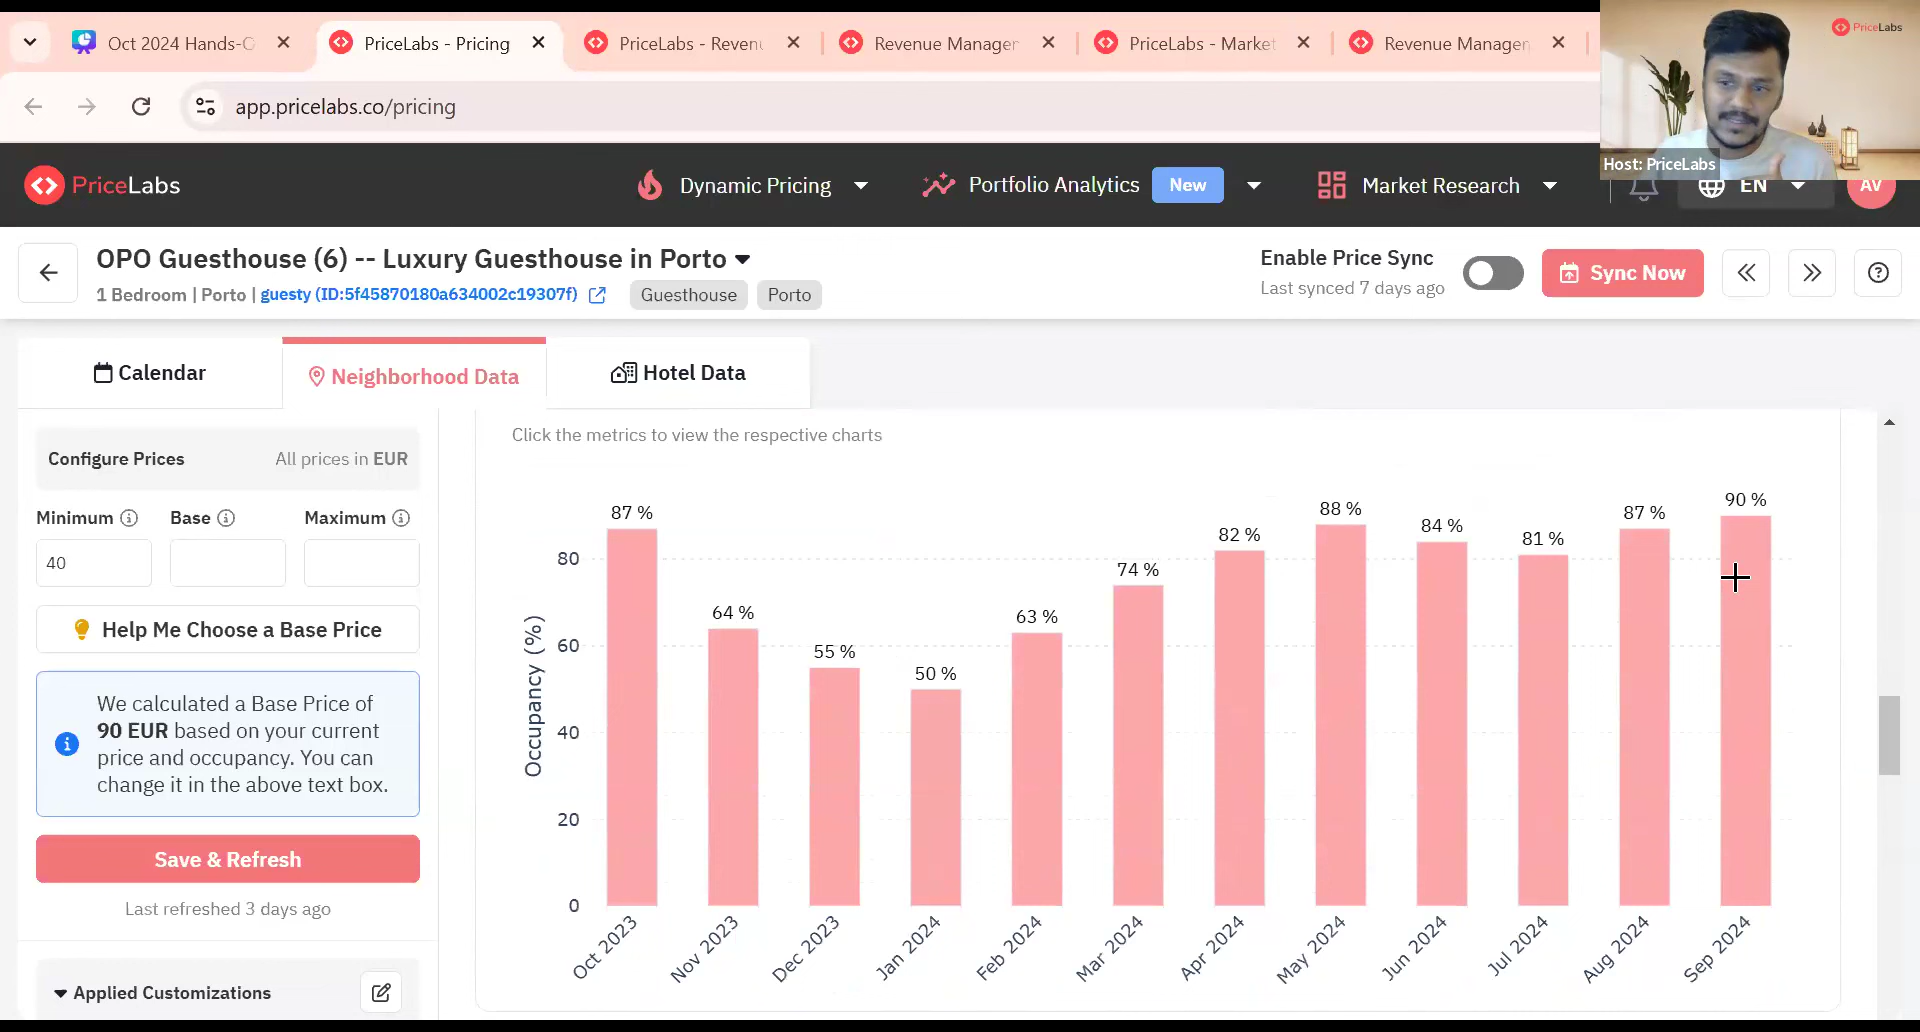 Oct 2024 Hands-O
PriceLabs - Pricing
PriceLabs - Revenu
Revenue Managem
PriceLabs - Market
Revenue Managem
PriceLabs
app.pricelabs.co/pricing
Host: PriceLabs
PriceLabs
Dynamic Pricing
Portfolio Analytics
New
Market Research
EN
AV
OPO Guesthouse (6) -- Luxury Guesthouse in Porto
1 Bedroom | Porto | guesty (ID:5f45870180a634002c19307f)
Guesthouse
Porto
Enable Price Sync
Last synced 7 days ago
Sync Now
Calendar
Neighborhood Data
Hotel Data
Configure Prices
All prices in EUR
Minimum
Base
Maximum
40
Help Me Choose a Base Price
We calculated a Base Price of
90 EUR based on your current
price and occupancy. You can
change it in the above text box.
Save & Refresh
Last refreshed 3 days ago
Applied Customizations
Click the metrics to view the respective charts
Occupancy (%)
80
60
40
20
0
87 %
64 %
55 %
50 %
63 %
74 %
82 %
88 %
84 %
81 %
87 %
90 %
Oct 2023
Nov 2023
Dec 2023
Jan 2024
Feb 2024
Mar 2024
Apr 2024
May 2024
Jun 2024
Jul 2024
Aug 2024
Sep 2024